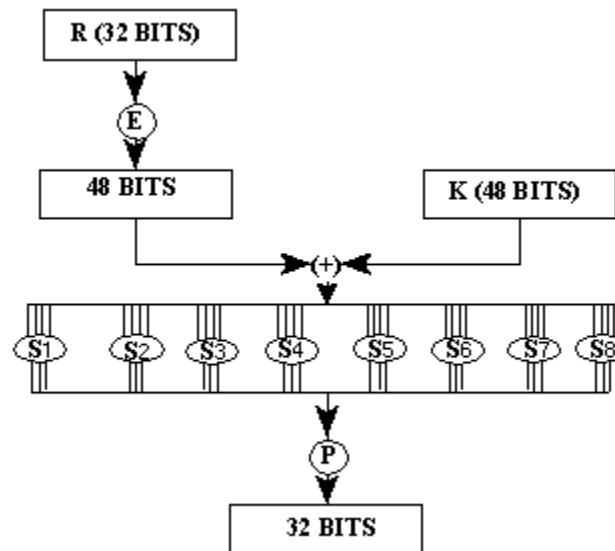 R (32 BITS)
E
48 BITS
K (48 BITS)
(+)
S1 S2 S3 S4 S5 S6 S7 S8
P
32 BITS